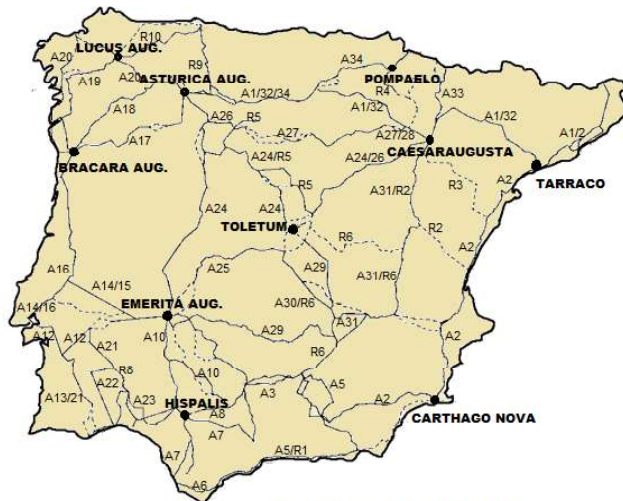 R10
A20
LUCUS AUG.
A20
A19
R9
ASTURICA AUG.
A34
POMPAELO
R4
A33
A1/32/34
A1/32
A1/32
A18
A26
R5
A27
A27/28
A1/2
A17
CAESARAUGUSTA
BRACARA AUG.
A24/R5
A24/26
TARRACO
A2
R5
A31/R2
R3
A24
A24
TOLETUM
R6
R2
A2
A16
A25
A29
A31/R6
A14/15
A14/16
EMERITA AUG.
A30/R6
A31
A12
A12
A10
A29
A2
A21
R6
A10
A22
A5
A13/21
A23
HISPALIS
A3
A2
A8
CARTHAGO NOVA
A7
A7
A5/R1
A6